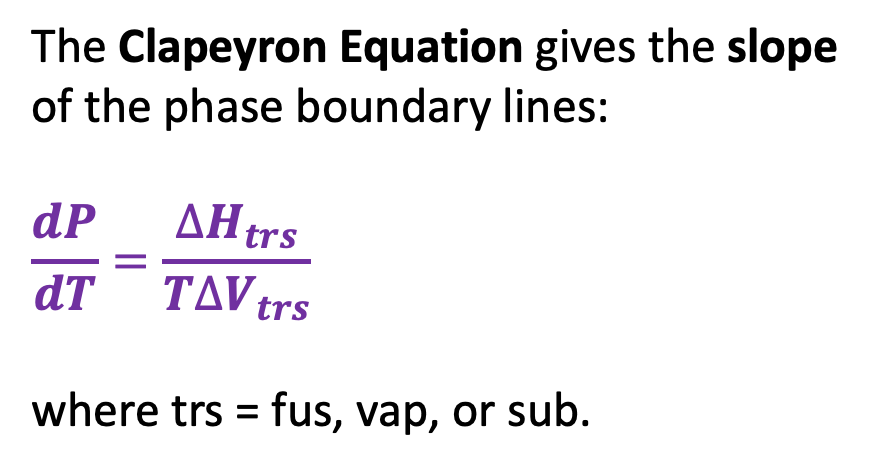 The Clapeyron Equation gives the slope
of the phase boundary lines:
dP/dT = ΔH_trs/TΔV_trs
where trs = fus, vap, or sub.